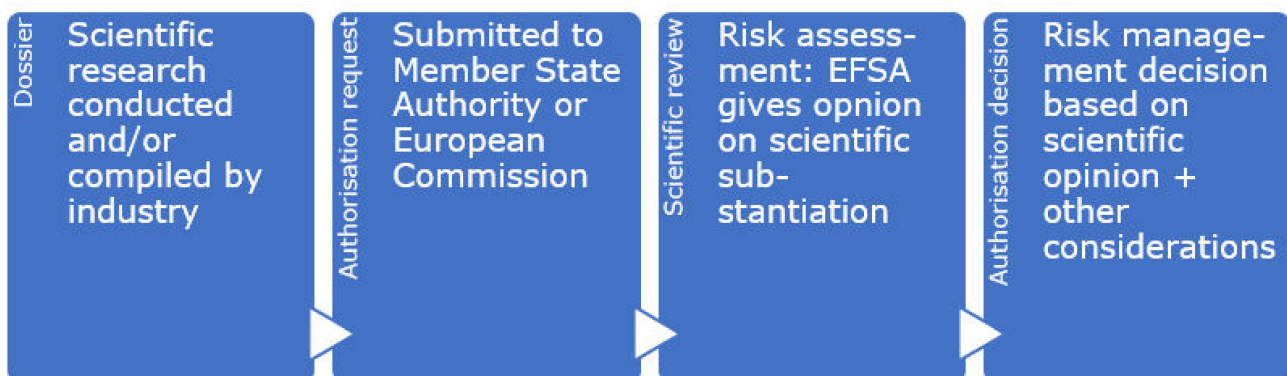 Dossier
Scientific
research
conducted
and/or
compiled by
industry
Authorisation request
Submitted to
Member State
Authority or
European
Commission
Scientific review
Risk assess-
ment: EFSA
gives opnion
on scientific
sub-
stantiation
Authorisation decision
Risk manage-
ment decision
based on
scientific
opinion +
other
considerations